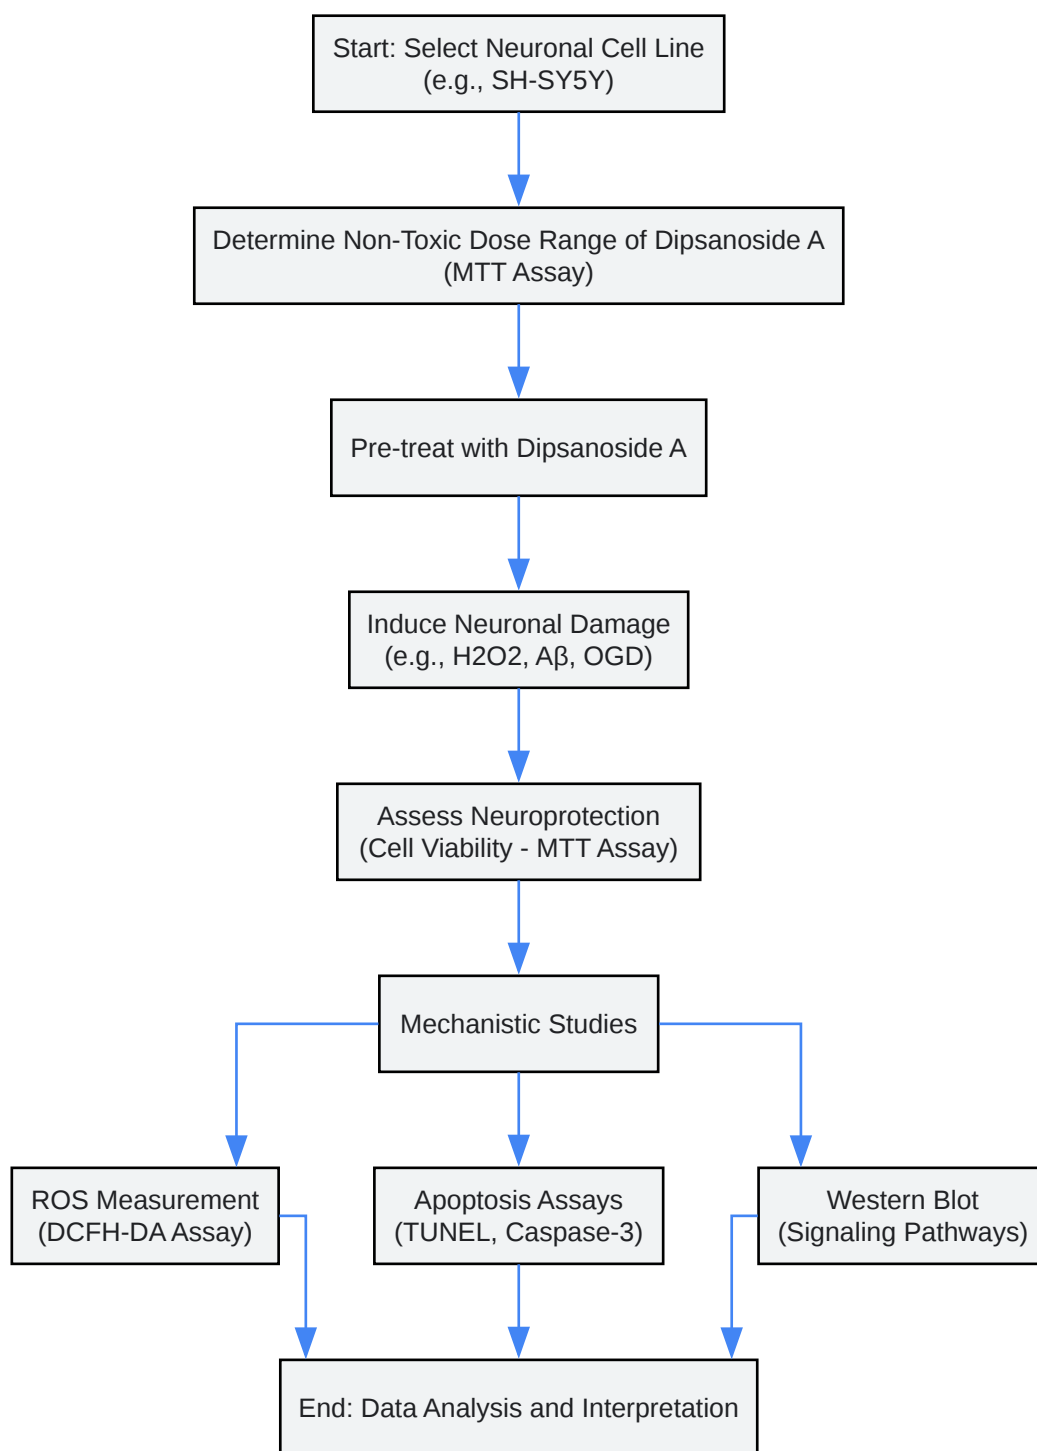 Start: Select Neuronal Cell Line
(e.g., SH-SY5Y)
Determine Non-Toxic Dose Range of Dipsanoside A
(MTT Assay)
Pre-treat with Dipsanoside A
Induce Neuronal Damage
(e.g., H2O2, Aβ, OGD)
Assess Neuroprotection
(Cell Viability - MTT Assay)
Mechanistic Studies
ROS Measurement
(DCFH-DA Assay)
Apoptosis Assays
(TUNEL, Caspase-3)
Western Blot
(Signaling Pathways)
End: Data Analysis and Interpretation